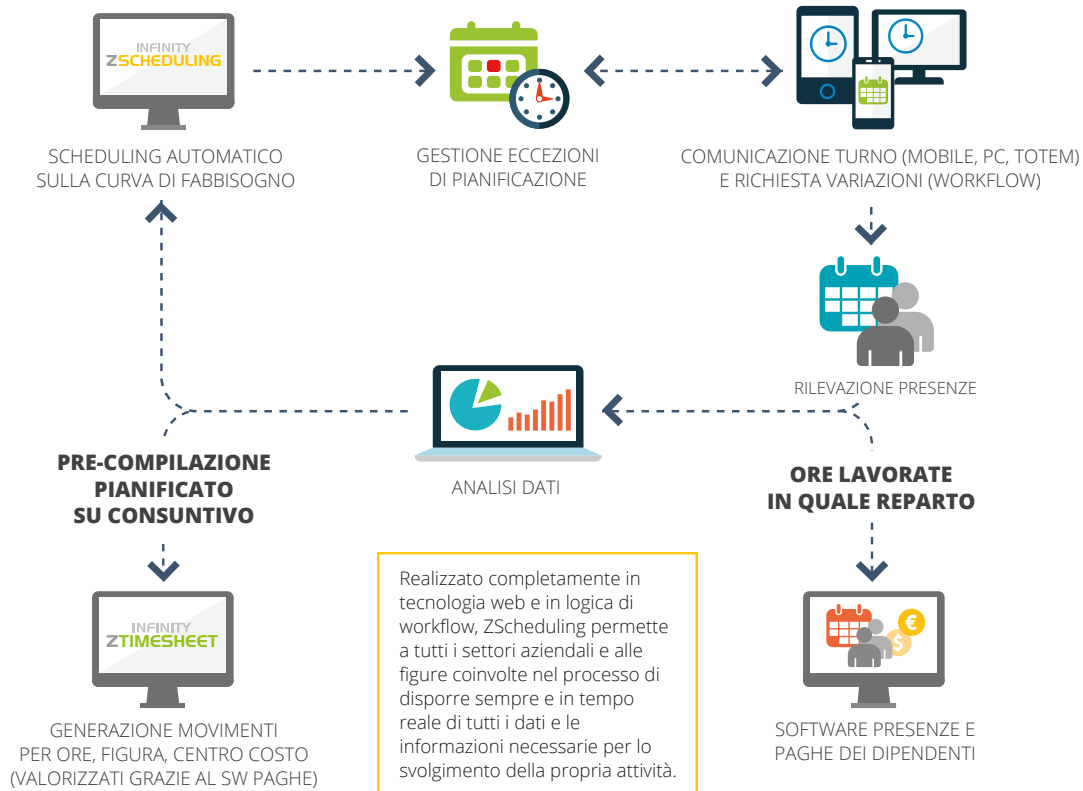 INFINITY
ZSCHEDULING
SCHEDULING AUTOMATICO
SULLA CURVA DI FABBISOGNO
GESTIONE ECCEZIONI
DI PIANIFICAZIONE
COMUNICAZIONE TURNO (MOBILE, PC, TOTEM)
E RICHIESTA VARIAZIONI (WORKFLOW)
RILEVAZIONE PRESENZE
ANALISI DATI
PRE-COMPILAZIONE
PIANIFICATO
SU CONSUNTIVO
ORE LAVORATE
IN QUALE REPARTO
INFINITY
ZTIMESHEET
GENERAZIONE MOVIMENTI
PER ORE, FIGURA, CENTRO COSTO
(VALORIZZATI GRAZIE AL SW PAGHE)
Realizzato completamente in
tecnologia web e in logica di
workflow, ZScheduling permette
a tutti i settori aziendali e alle
figure coinvolte nel processo di
disporre sempre e in tempo
reale di tutti i dati e le
informazioni necessarie per lo
svolgimento della propria attività.
€
$
SOFTWARE PRESENZE E
PAGHE DEI DIPENDENTI